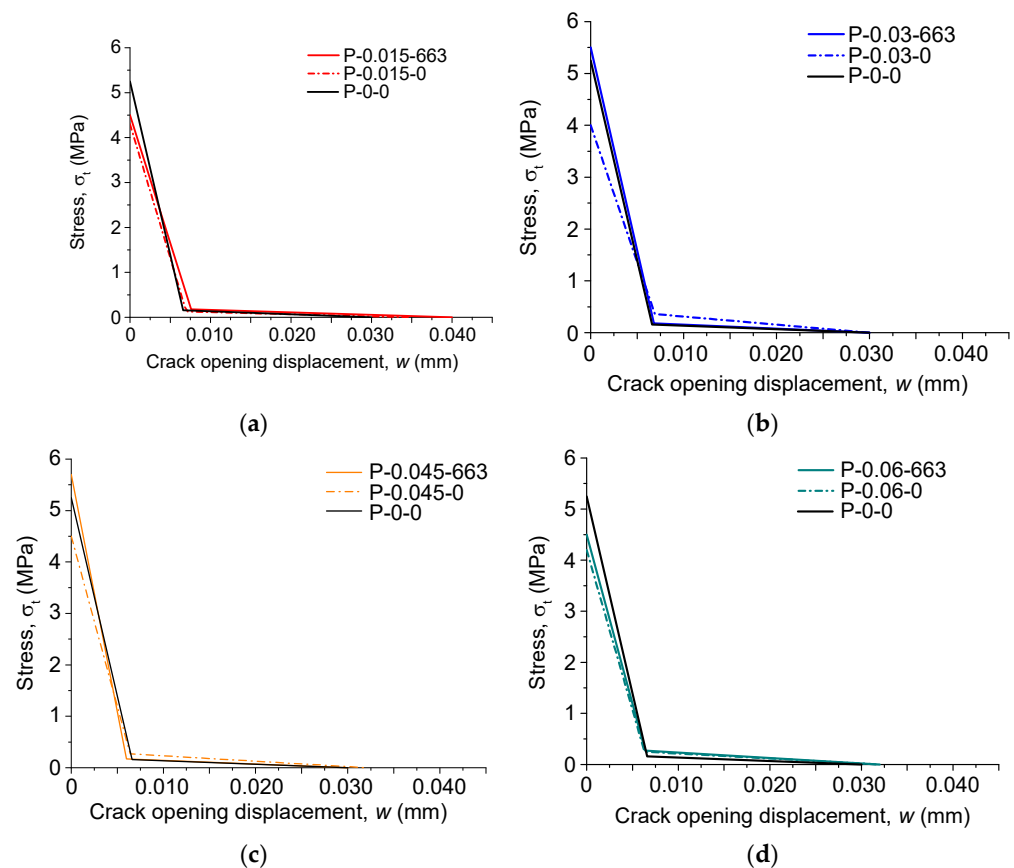 P-0.015-663
P-0.015-0
P-0-0
6
5
4
3
2
1
0
Stress, σt (MPa)
0 0.010 0.020 0.030 0.040
Crack opening displacement, w (mm)
(a)
P-0.03-663
P-0.03-0
P-0-0
6
5
4
3
2
1
0
Stress, σt (MPa)
0 0.010 0.020 0.030 0.040
Crack opening displacement, w (mm)
(b)
P-0.045-663
P-0.045-0
P-0-0
6
5
4
3
2
1
0
Stress, σt (MPa)
0 0.010 0.020 0.030 0.040
Crack opening displacement, w (mm)
(c)
P-0.06-663
P-0.06-0
P-0-0
6
5
4
3
2
1
0
Stress, σt (MPa)
0 0.010 0.020 0.030 0.040
Crack opening displacement, w (mm)
(d)